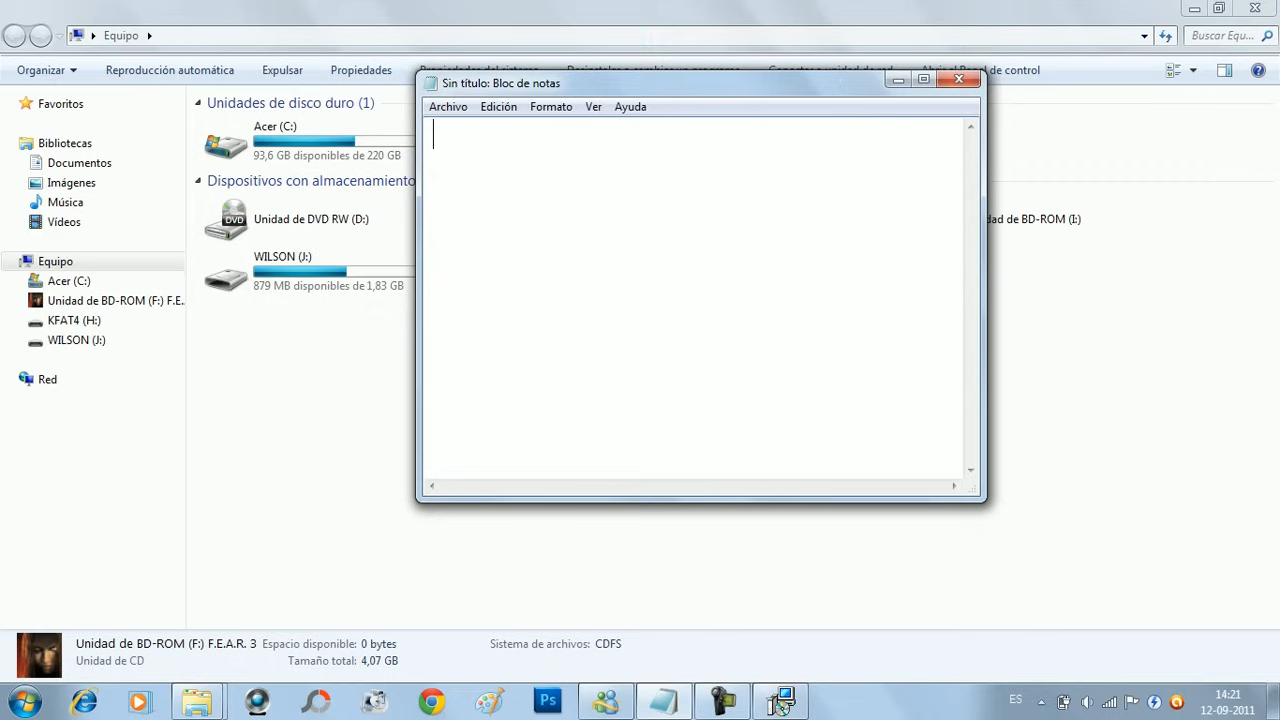 Equipo
Buscar Equ...
Organizar
Reproducción automática
Expulsar
Propiedades
de control
Sin título: Bloc de notas
Archivo
Edición
Formato
Ver
Ayuda
Favoritos
Bibliotecas
Documentos
Imágenes
Música
Vídeos
Equipo
Acer (C:)
Unidad de BD-ROM (F:) F.E...
KFAT4 (H:)
WILSON (J:)
Red
Unidades de disco duro (1)
Acer (C:)
93,6 GB disponibles de 220 GB
Dispositivos con almacenamiento
DVD
Unidad de DVD RW (D:)
ad de BD-ROM (I:)
WILSON (J:)
879 MB disponibles de 1,83 GB
Unidad de BD-ROM (F:) F.E.A.R. 3
Espacio disponible: 0 bytes
Sistema de archivos: CDFS
Unidad de CD
Tamaño total: 4,07 GB
Ps
ES
14:21
12-09-2011